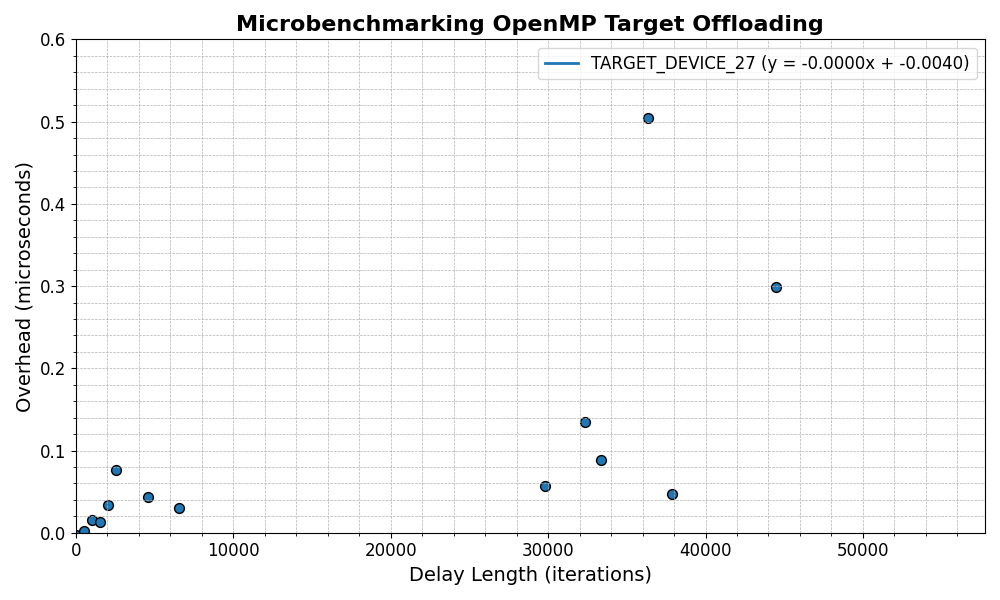 Microbenchmarking OpenMP Target Offloading
TARGET_DEVICE_27 (y = -0.0000x + -0.0040)
Overhead (microseconds)
0.6
0.5
0.4
0.3
0.2
0.1
0.0
0 10000 20000 30000 40000 50000
Delay Length (iterations)